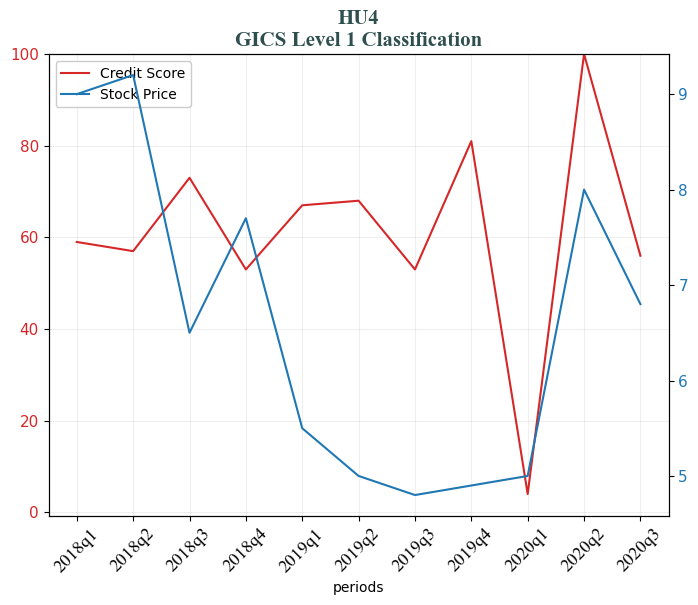 HU4
GICS Level 1 Classification
Credit Score
Stock Price
100
80
60
40
20
0
9
8
7
6
5
2018q1
2018q2
2018q3
2018q4
2019q1
2019q2
2019q3
2019q4
2020q1
2020q2
2020q3
periods